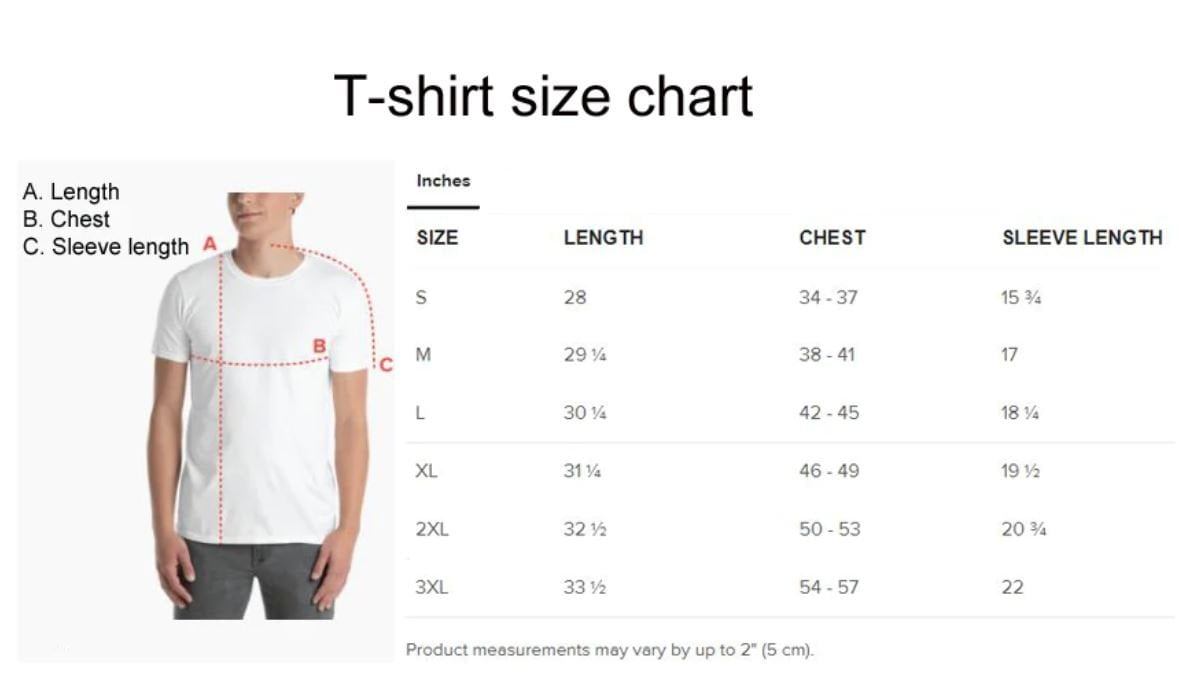 T-shirt size chart
A. Length
B. Chest
C. Sleeve length
A
B
C
Inches
SIZE LENGTH CHEST SLEEVE LENGTH
S 28 34 - 37 15 ¾
M 29 ¼ 38 - 41 17
L 30 ¼ 42 - 45 18 ¼
XL 31 ¼ 46 - 49 19 ½
2XL 32 ½ 50 - 53 20 ¾
3XL 33 ½ 54 - 57 22
Product measurements may vary by up to 2" (5 cm).